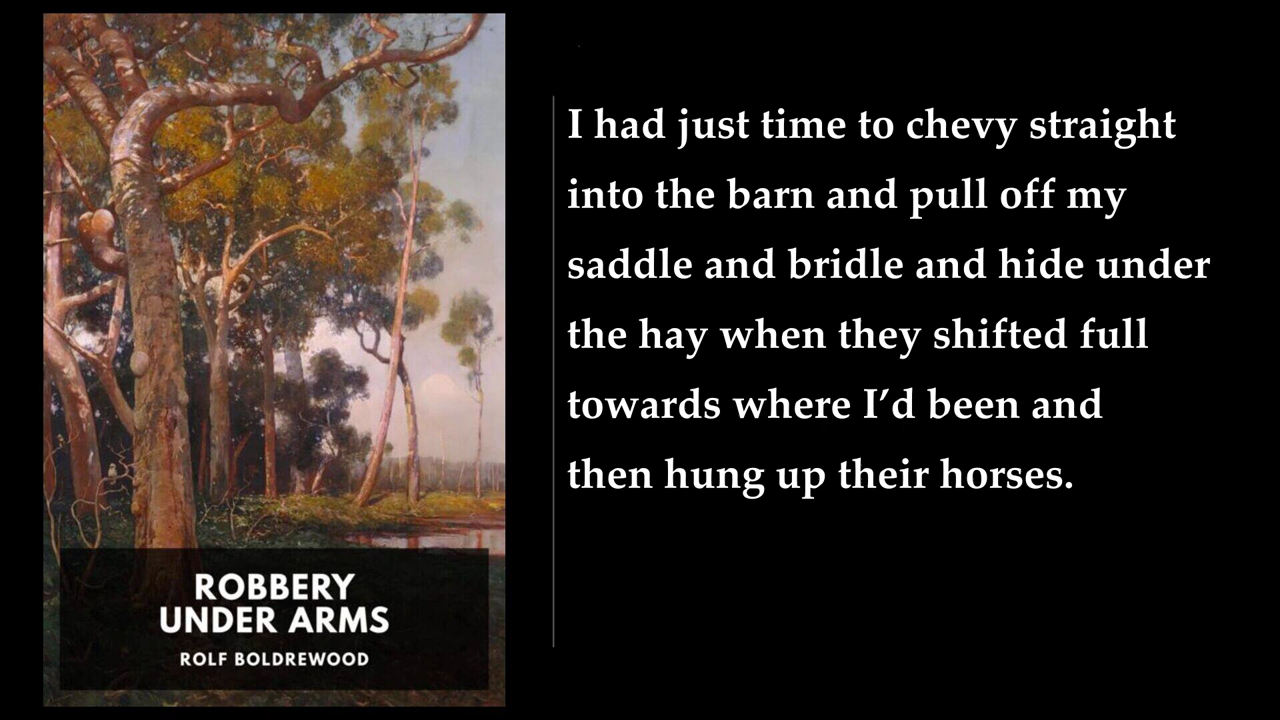 I had just time to chevy straight
into the barn and pull off my
saddle and bridle and hide under
the hay when they shifted full
towards where I’d been and
then hung up their horses.
ROBBERY
UNDER ARMS
ROLF BOLDREWOOD